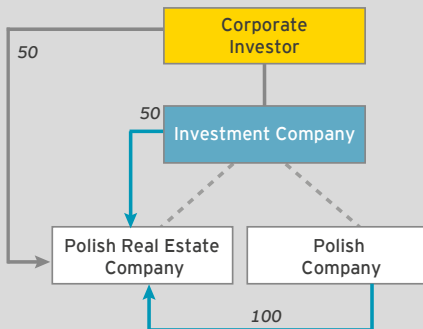 Corporate
Investor
50
50
Investment Company
Polish Real Estate
Company
Polish
Company
100